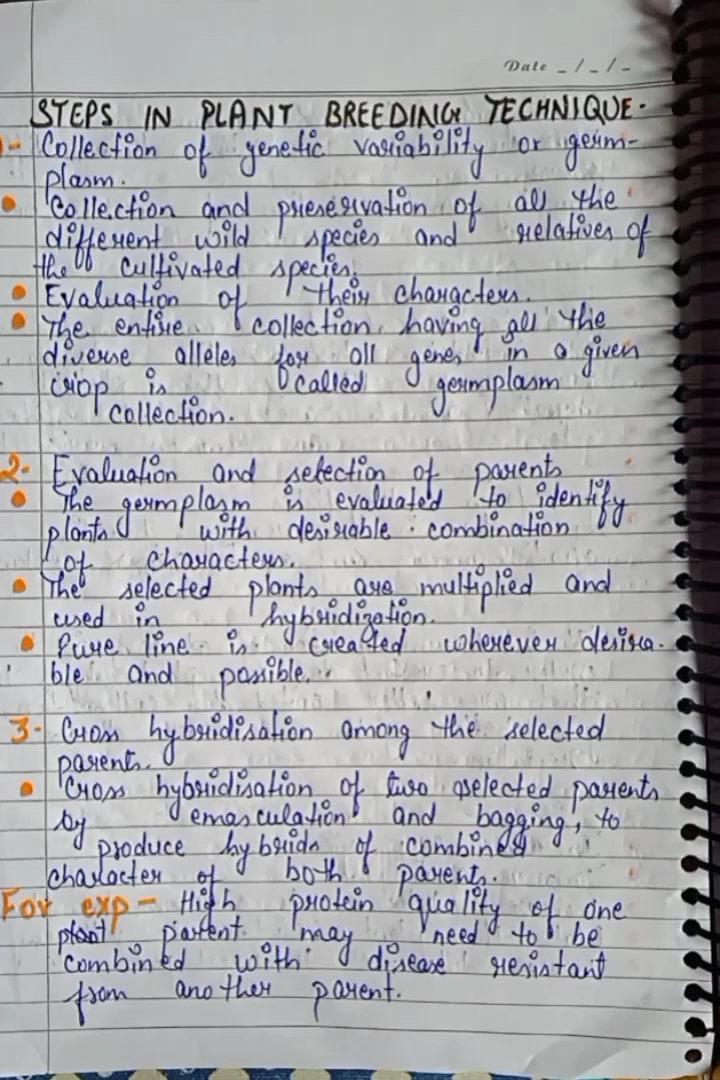 Date _/_/_
STEPS IN PLANT BREEDING TECHNIQUE.
- Collection of genetic variability or germ-
plasm.
• Collection and preservation of all the
different wild species and relatives of
the cultivated species.
• Evaluation of their characters.
• The entire collection, having all the
diverse alleles for all genes in a given
crop is called germplasm
collection.
2- Evaluation and selection of parents
• The germplasm is evaluated to identify
plants with desirable combination
of characters.
• The selected plants are multiplied and
used in hybridization.
• Pure line is created wherever desira-
ble and possible.
3- Cross hybridisation among the selected
parents.
• Cross hybridisation of two selected parents
by emasculation and bagging, to
produce hybrids of combined
character of both parents.
For exp- High protein quality of one
plant parent may need to be
combined with disease resistant
from another parent.